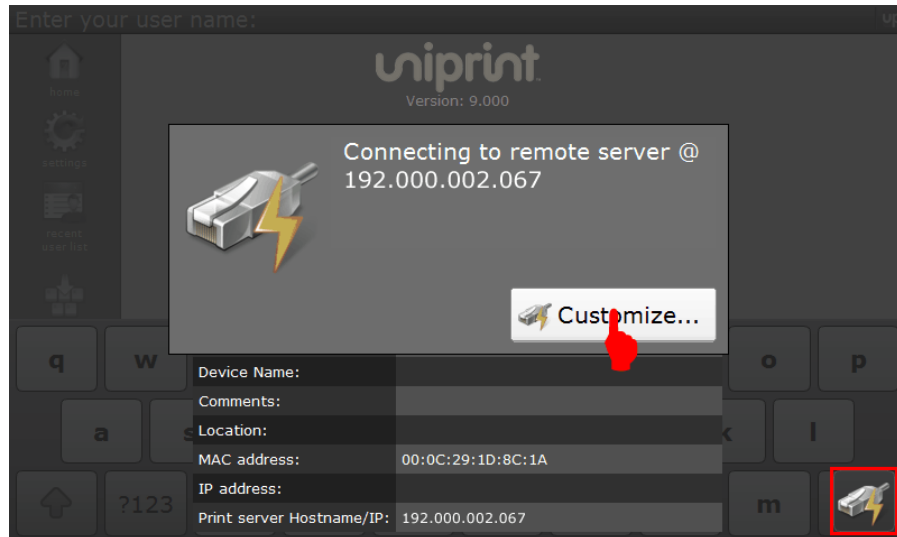 Enter your user name:
up
uniprint
Version: 9.000
home
settings
recent
user list
Connecting to remote server @
192.000.002.067
Customize...
q
w
o
p
Device Name:
Comments:
a
s
Location:
k
l
MAC address: 00:0C:29:1D:8C:1A
IP address:
?123
m
Print server Hostname/IP: 192.000.002.067